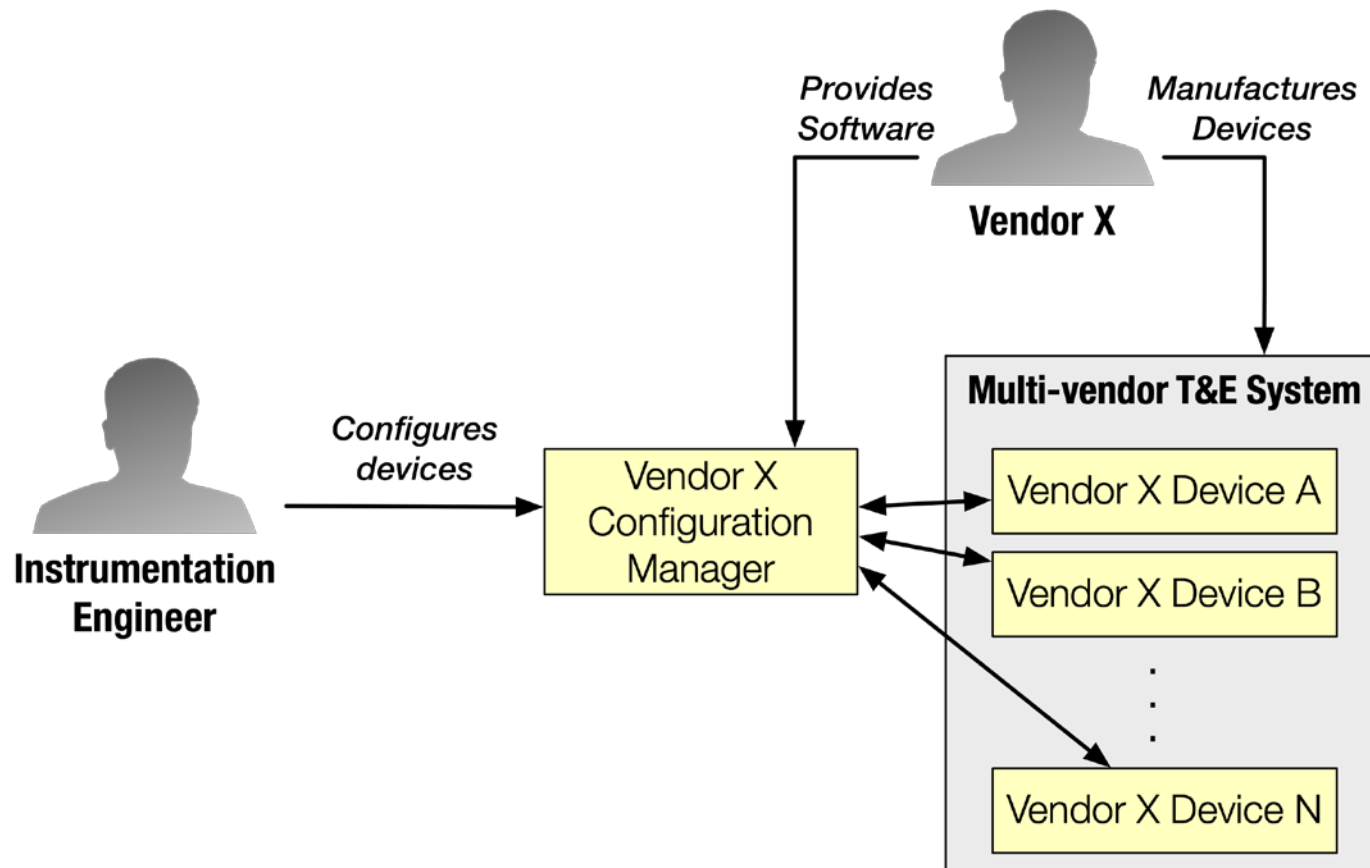 Provides
Software
Manufactures
Devices
Vendor X
Multi-vendor T&E System
Configures
devices
Vendor X
Configuration
Manager
Vendor X Device A
Vendor X Device B
.
.
.
Vendor X Device N
Instrumentation
Engineer